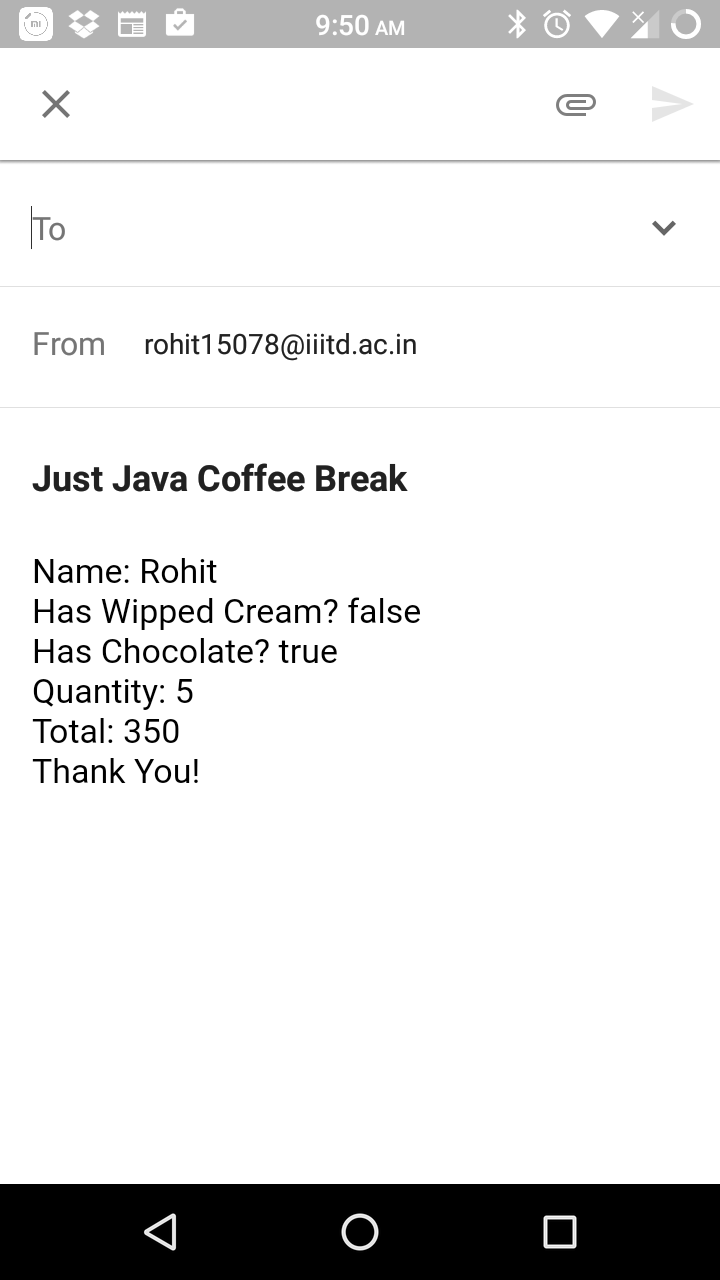 mi
9:50 AM
To
From rohit15078@iiitd.ac.in
Just Java Coffee Break
Name: Rohit
Has Wipped Cream? false
Has Chocolate? true
Quantity: 5
Total: 350
Thank You!